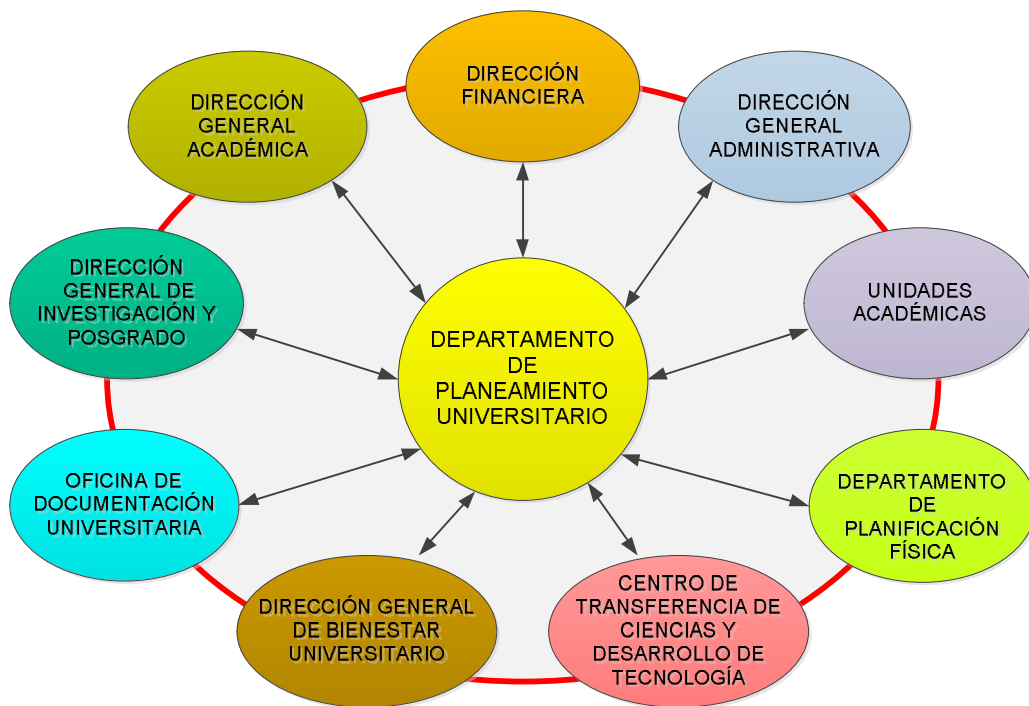 DIRECCIÓN
FINANCIERA
DIRECCIÓN
GENERAL
ADMINISTRATIVA
UNIDADES
ACADÉMICAS
DEPARTAMENTO
DE
PLANIFICACIÓN
FÍSICA
CENTRO DE
TRANSFERENCIA DE
CIENCIAS Y
DESARROLLO DE
TECNOLOGÍA
DIRECCIÓN GENERAL
DE BIENESTAR
UNIVERSITARIO
OFICINA DE
DOCUMENTACIÓN
UNIVERSITARIA
DIRECCIÓN
GENERAL DE
INVESTIGACIÓN Y
POSGRADO
DIRECCIÓN
GENERAL
ACADÉMICA
DEPARTAMENTO
DE
PLANEAMIENTO
UNIVERSITARIO